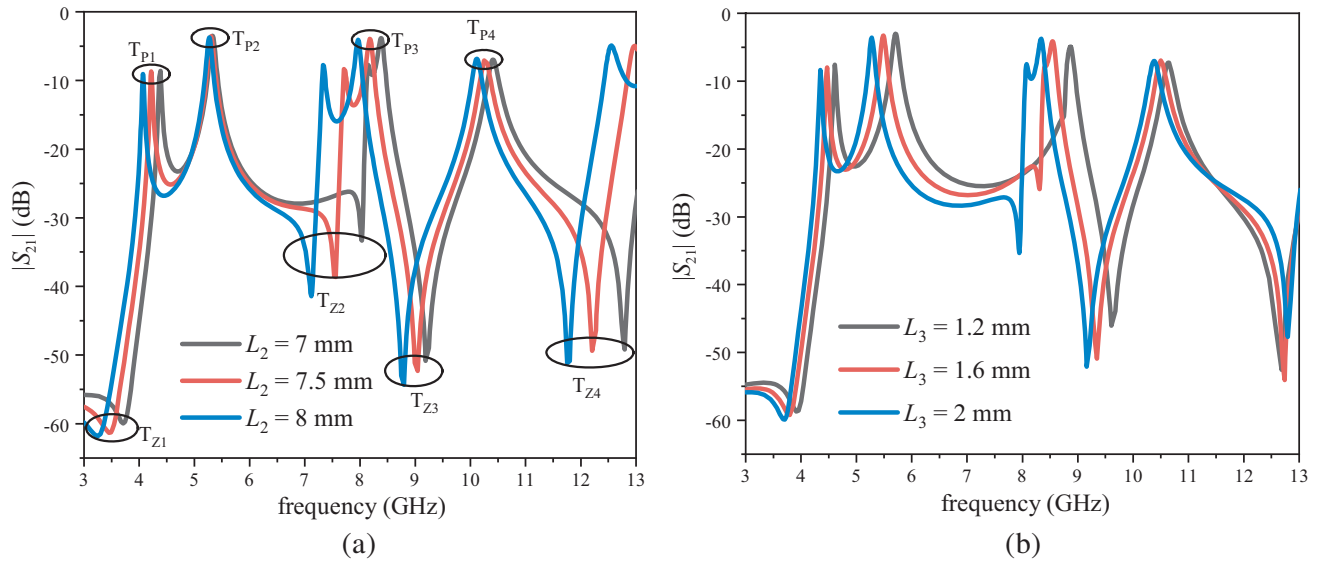 0
-10
-20
-30
-40
-50
-60
|S21| (dB)
TP1
TP2
TP3
TP4
TZ1
TZ2
TZ3
TZ4
L2 = 7 mm
L2 = 7.5 mm
L2 = 8 mm
3 4 5 6 7 8 9 10 11 12 13
frequency (GHz)
(a)
0
-10
-20
-30
-40
-50
-60
|S21| (dB)
L3 = 1.2 mm
L3 = 1.6 mm
L3 = 2 mm
3 4 5 6 7 8 9 10 11 12 13
frequency (GHz)
(b)